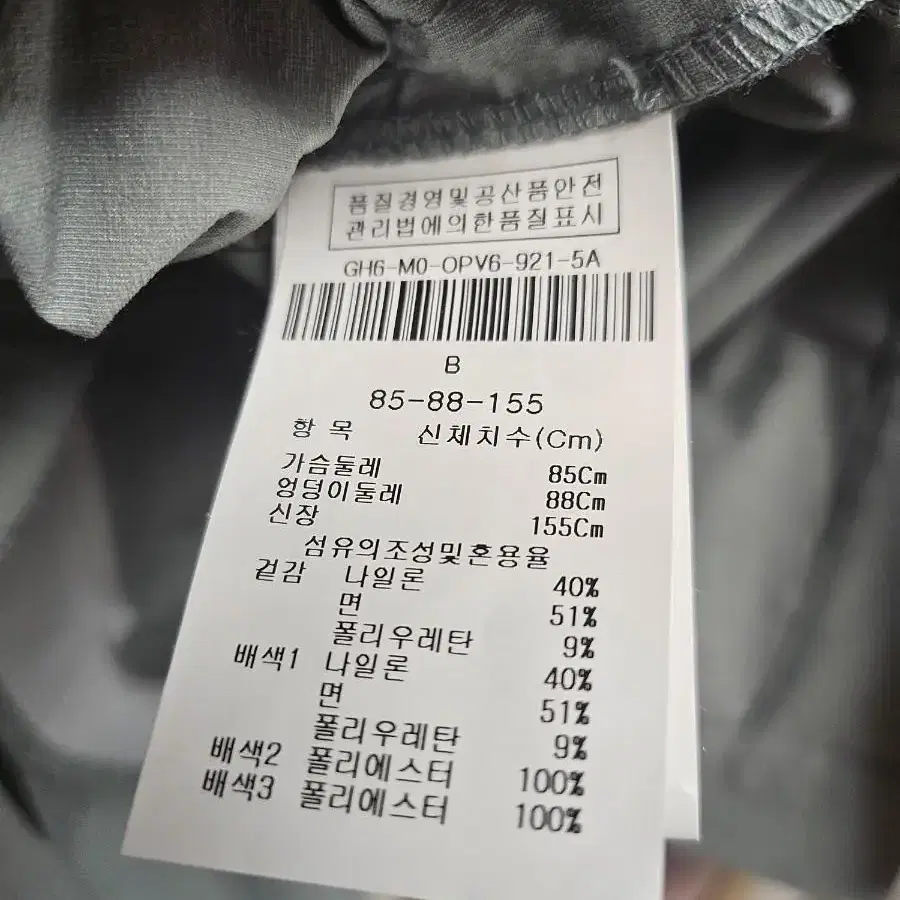 품질경영및공산품안전
관리법에의한품질표시
GH6-M0-OPV6-921-5A
B
85-88-155
항 목 신체치수(Cm)
가슴둘레 85Cm
엉덩이둘레 88Cm
신장 155Cm
섬유의조성및혼용율
겉감 나일론 40%
면 51%
폴리우레탄 9%
배색1 나일론 40%
면 51%
폴리우레탄 9%
배색2 폴리에스터 100%
배색3 폴리에스터 100%